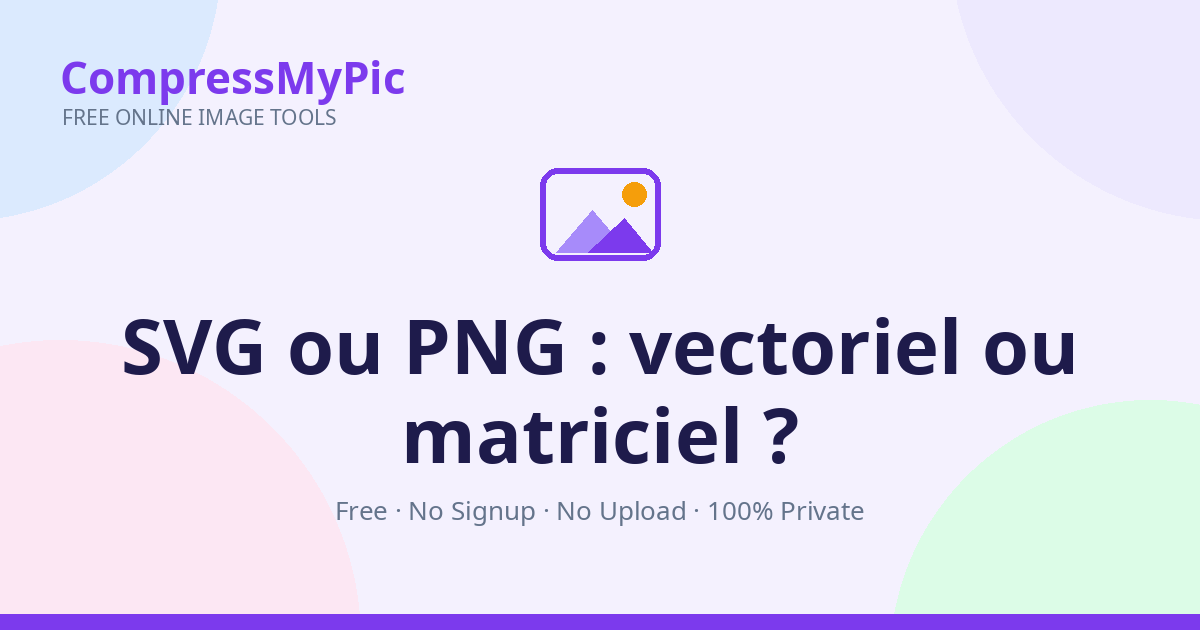 CompressMyPic
FREE ONLINE IMAGE TOOLS
SVG ou PNG : vectoriel ou
matriciel ?
Free · No Signup · No Upload · 100% Private